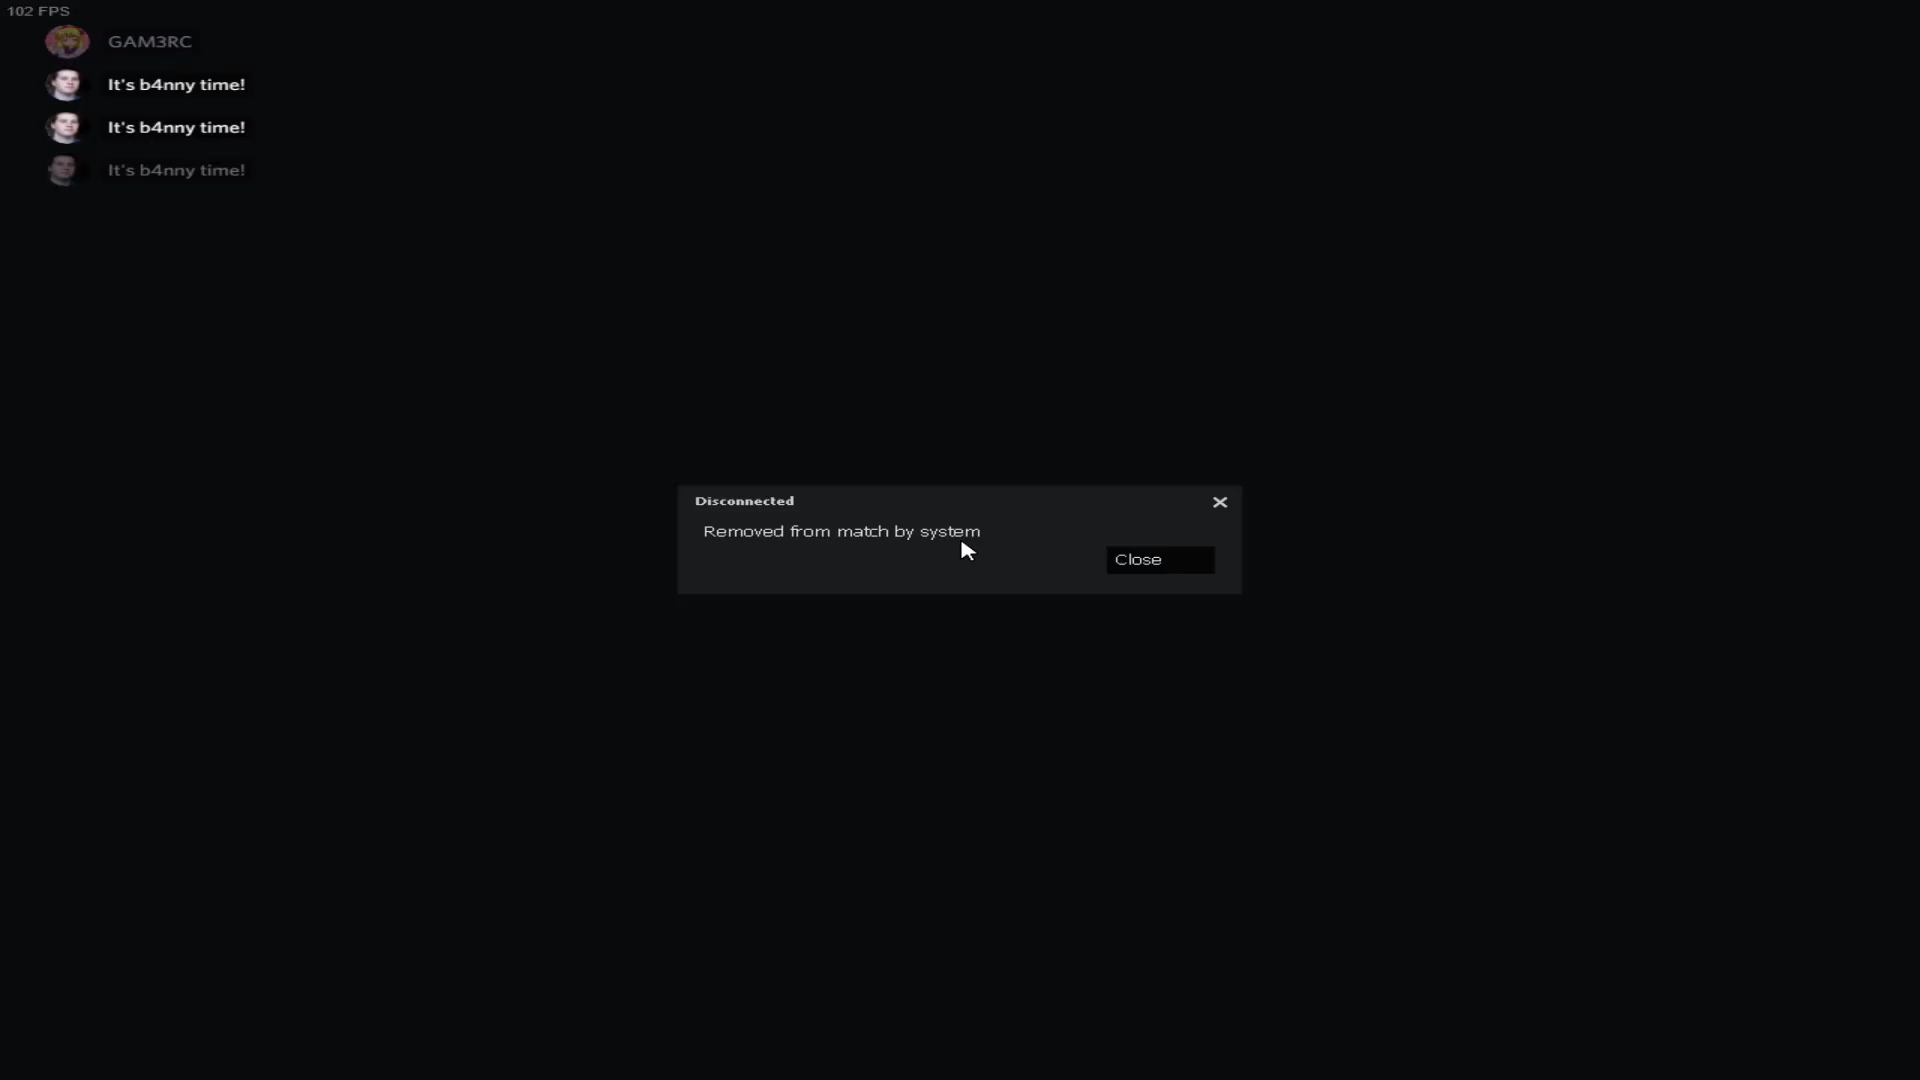 102 FPS
GAM3RC
It's b4nny time!
It's b4nny time!
It's b4nny time!
Disconnected
Removed from match by system
Close